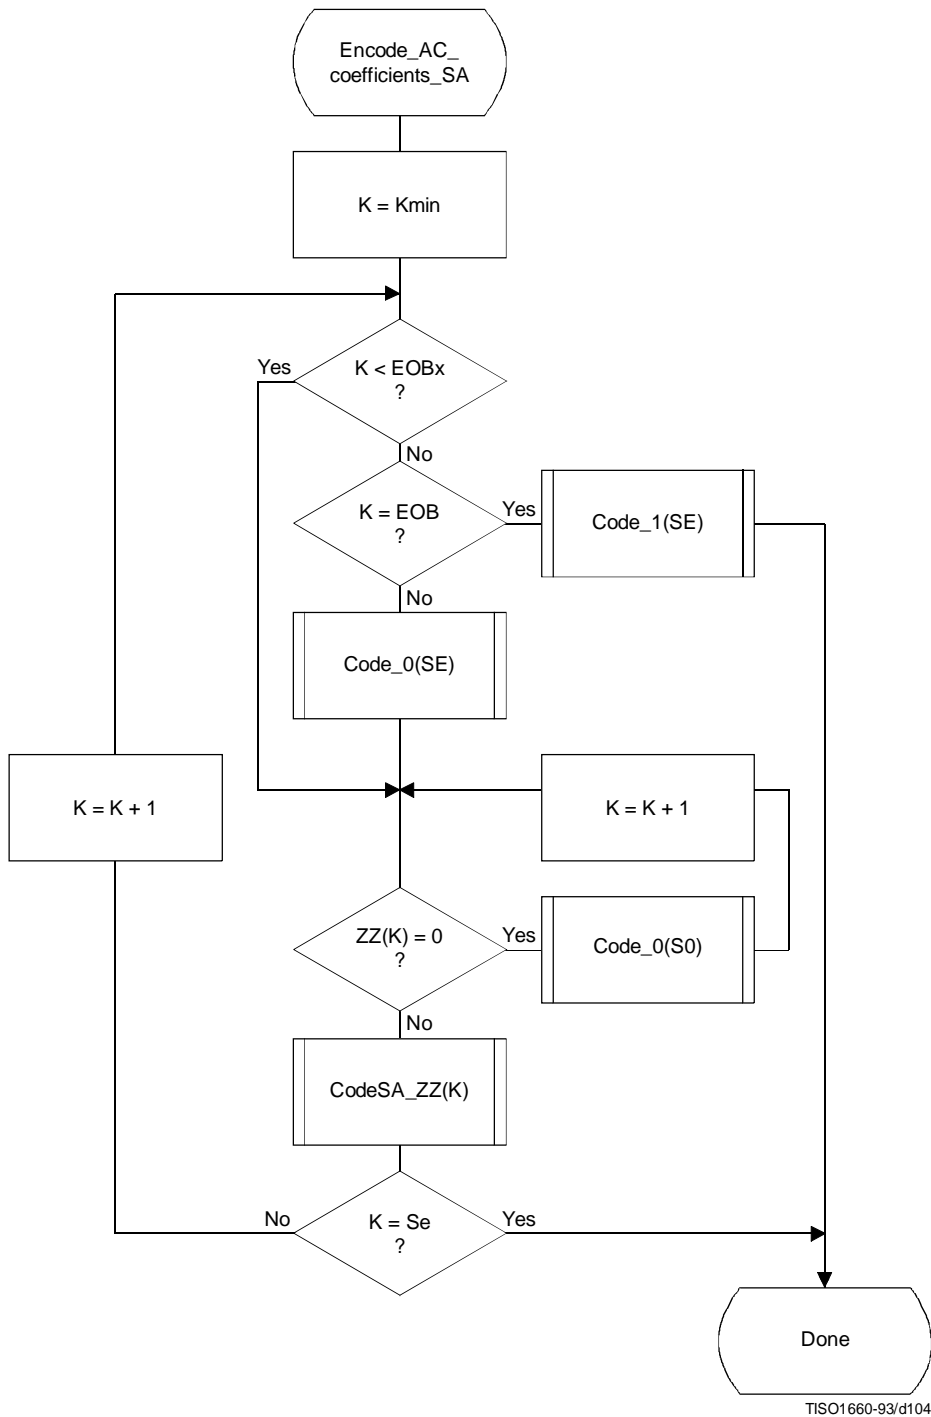 Encode_AC_
coefficients_SA
K = Kmin
Yes
K < EOBx
?
No
K = EOB
?
Yes
Code_1(SE)
No
Code_0(SE)
K = K + 1
K = K + 1
ZZ(K) = 0
?
Yes
Code_0(S0)
No
CodeSA_ZZ(K)
No
K = Se
?
Yes
Done
TISO1660-93/d104